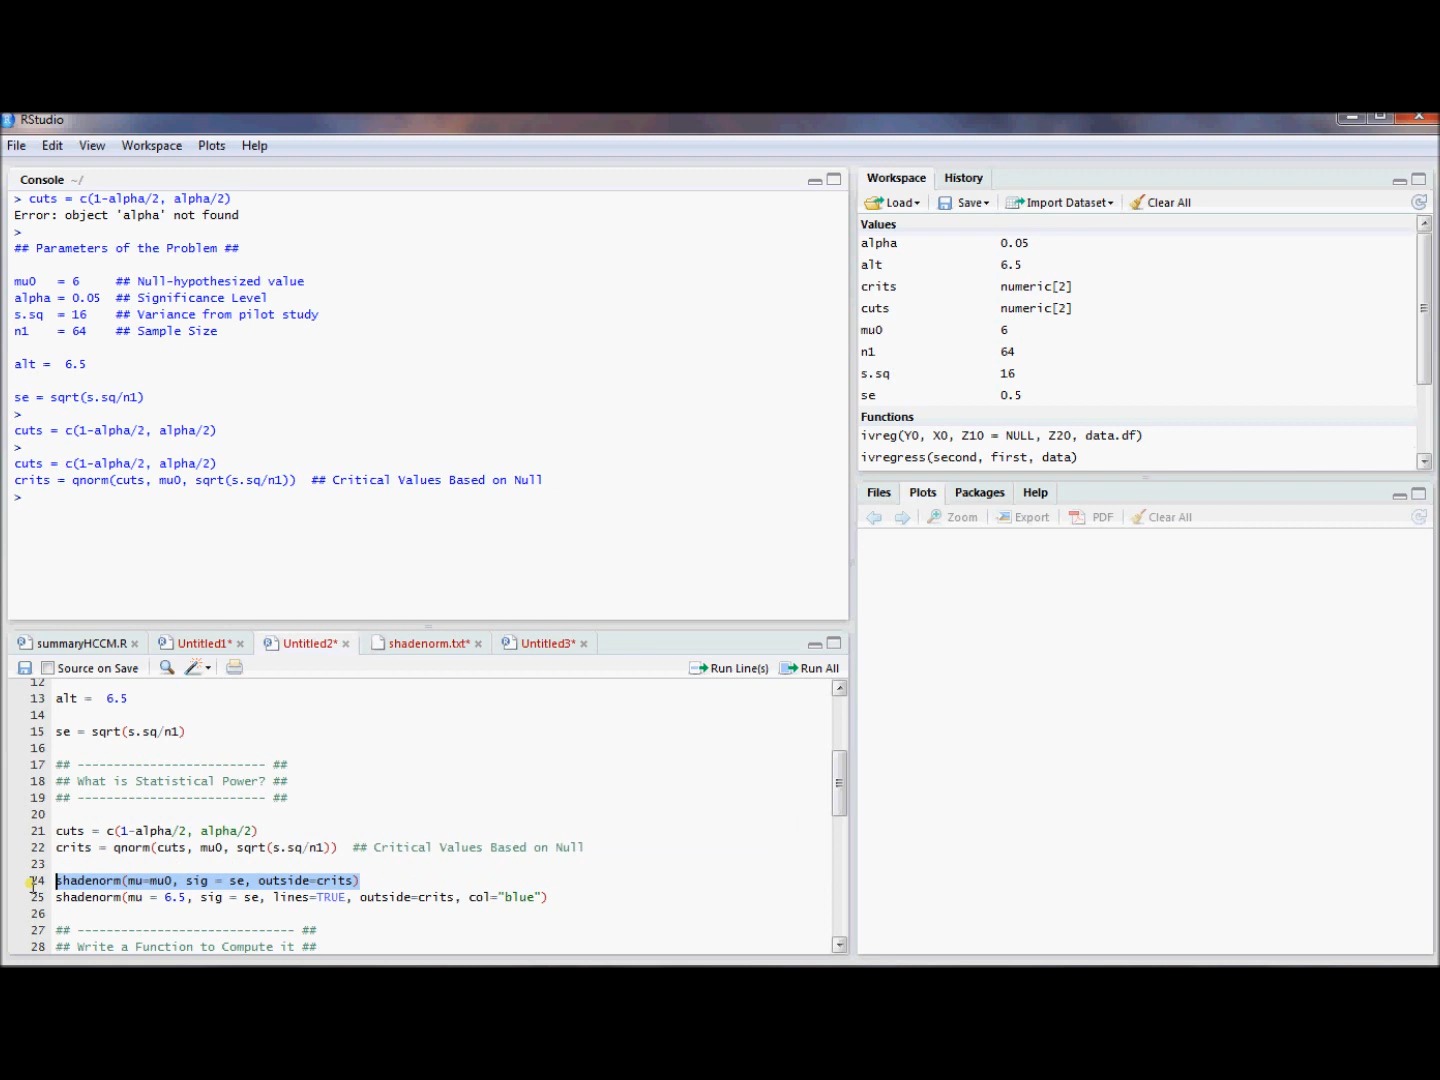 RStudio
File Edit View Workspace Plots Help
Console ~/
> cuts = c(1-alpha/2, alpha/2)
Error: object 'alpha' not found
>
## Parameters of the Problem ##
mu0   = 6     ## Null-hypothesized value
alpha = 0.05  ## Significance Level
s.sq  = 16    ## Variance from pilot study
n1    = 64    ## Sample Size
alt =  6.5
se = sqrt(s.sq/n1)
>
cuts = c(1-alpha/2, alpha/2)
>
cuts = c(1-alpha/2, alpha/2)
crits = qnorm(cuts, mu0, sqrt(s.sq/n1))  ## Critical Values Based on Null
>
summaryHCCM.R Untitled1* Untitled2* shadenorm.txt* Untitled3*
Source on Save Run Line(s) Run All
12
13 alt =  6.5
14
15 se = sqrt(s.sq/n1)
16
17 ## -------------------------- ##
18 ## What is Statistical Power? ##
19 ## -------------------------- ##
20
21 cuts = c(1-alpha/2, alpha/2)
22 crits = qnorm(cuts, mu0, sqrt(s.sq/n1))  ## Critical Values Based on Null
23
24 shadenorm(mu=mu0, sig = se, outside=crits)
25 shadenorm(mu = 6.5, sig = se, lines=TRUE, outside=crits, col="blue")
26
27 ## ------------------------------ ##
28 ## Write a Function to Compute it ##
Workspace History
Load Save Import Dataset Clear All
Values
alpha 0.05
alt 6.5
crits numeric[2]
cuts numeric[2]
mu0 6
n1 64
s.sq 16
se 0.5
Functions
ivreg(Y0, X0, Z10 = NULL, Z20, data.df)
ivregress(second, first, data)
Files Plots Packages Help
Zoom Export PDF Clear All